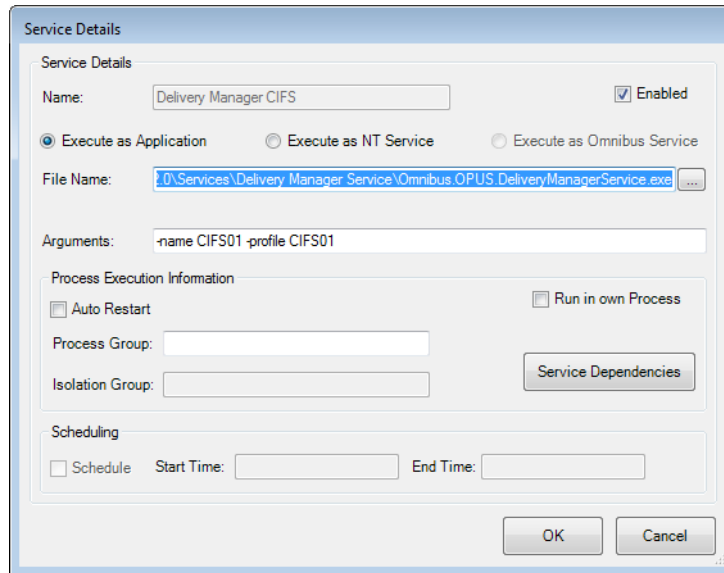 Service Details
Service Details
Name: Delivery Manager CIFS Enabled
Execute as Application Execute as NT Service Execute as Omnibus Service
File Name: 2.0\Services\Delivery Manager Service\Omnibus.OPUS.DeliveryManagerService.exe ...
Arguments: -name CIFS01 -profile CIFS01
Process Execution Information
Auto Restart Run in own Process
Process Group:
Isolation Group: Service Dependencies
Scheduling
Schedule Start Time: End Time:
OK Cancel